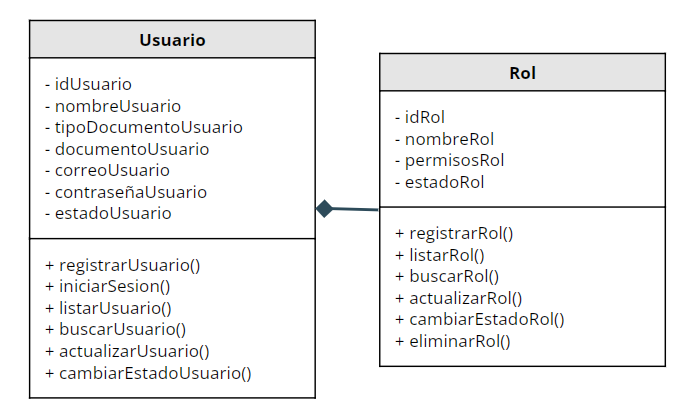 Usuario
- idUsuario
- nombreUsuario
- tipoDocumentoUsuario
- documentoUsuario
- correoUsuario
- contraseñaUsuario
- estadoUsuario
+ registrarUsuario()
+ iniciarSesion()
+ listarUsuario()
+ buscarUsuario()
+ actualizarUsuario()
+ cambiarEstadoUsuario()
Rol
- idRol
- nombreRol
- permisosRol
- estadoRol
+ registrarRol()
+ listarRol()
+ buscarRol()
+ actualizarRol()
+ cambiarEstadoRol()
+ eliminarRol()